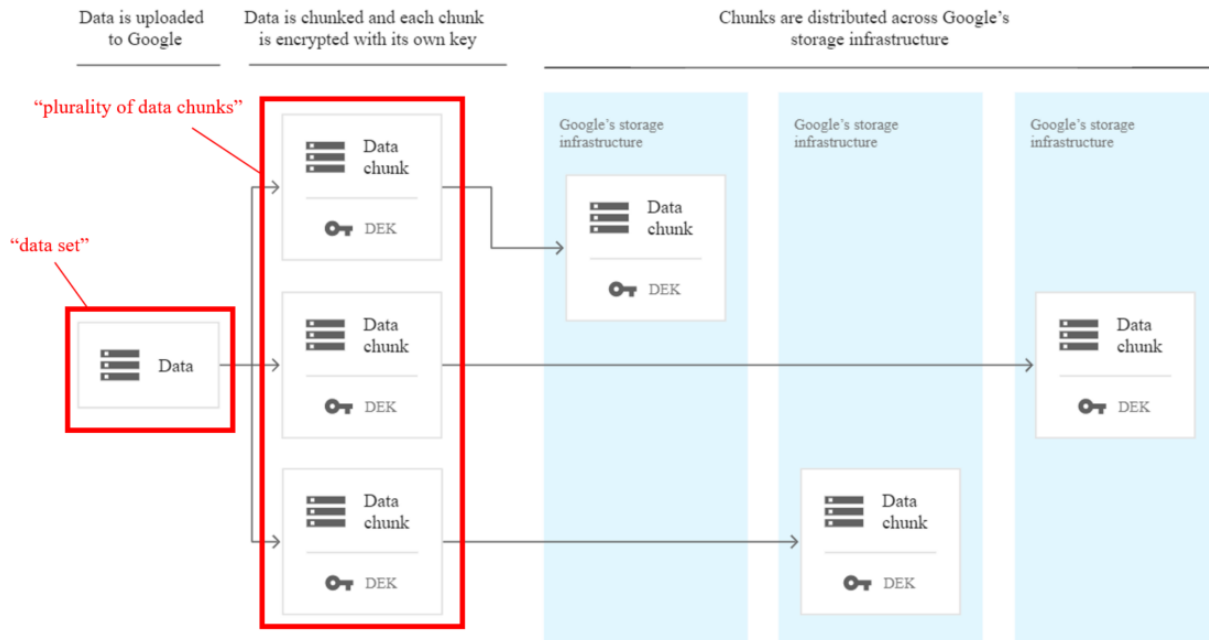 Data is uploaded
to Google
Data is chunked and each chunk
is encrypted with its own key
Chunks are distributed across Google's
storage infrastructure
“plurality of data chunks”
“data set”
Data
Data
chunk
DEK
Data
chunk
DEK
Data
chunk
DEK
Google's storage
infrastructure
Data
chunk
DEK
Google's storage
infrastructure
Data
chunk
DEK
Google's storage
infrastructure
Data
chunk
DEK